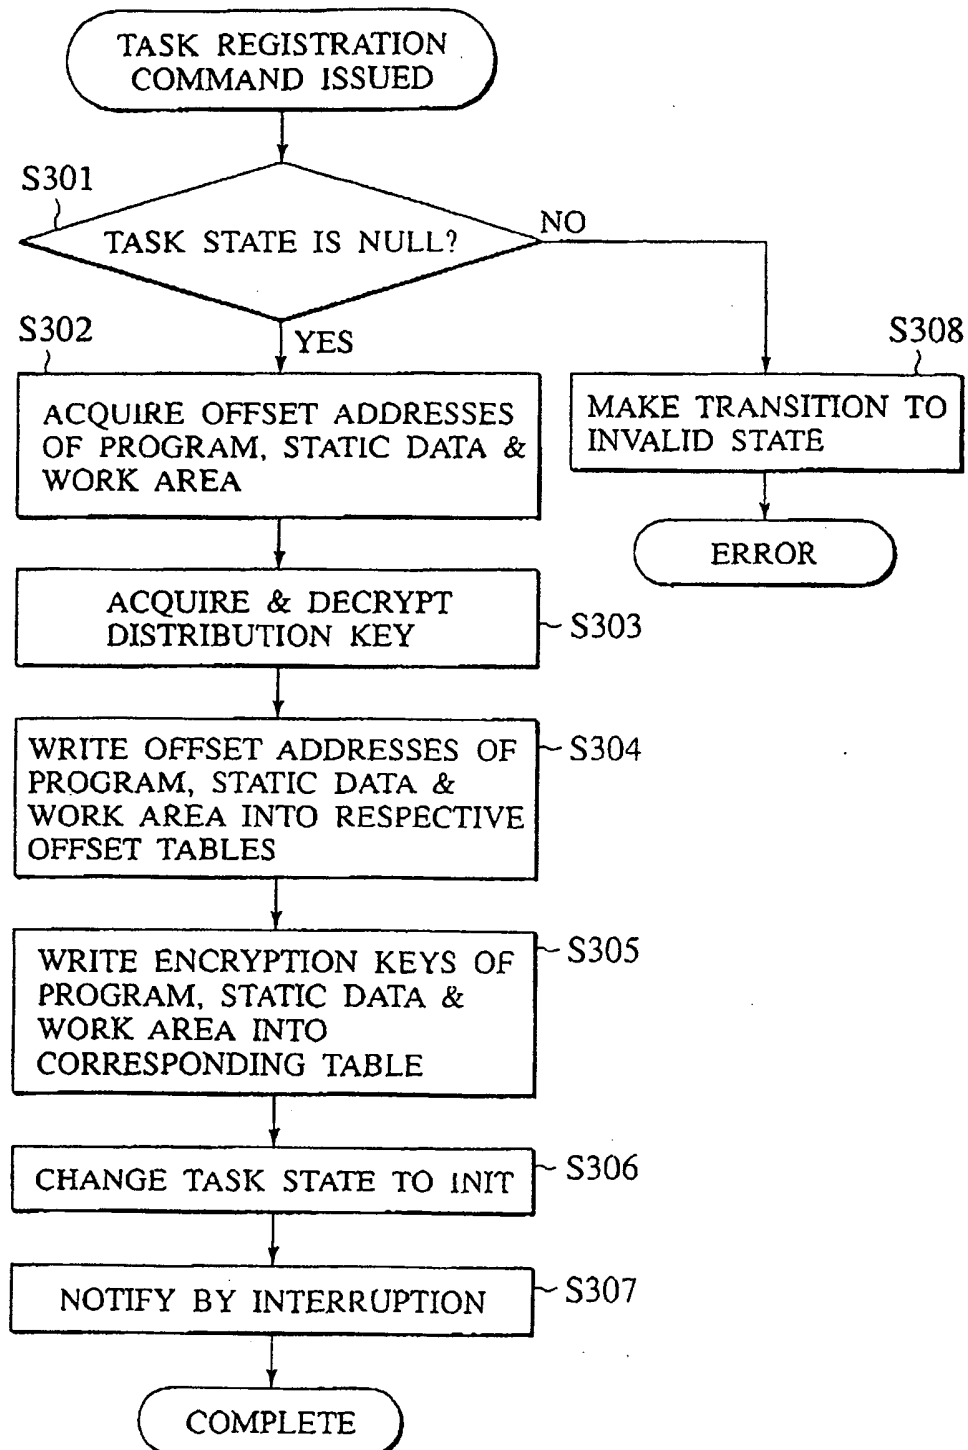 TASK REGISTRATION
COMMAND ISSUED
S301
TASK STATE IS NULL?
NO
YES
S302
ACQUIRE OFFSET ADDRESSES
OF PROGRAM, STATIC DATA &
WORK AREA
S308
MAKE TRANSITION TO
INVALID STATE
ERROR
ACQUIRE & DECRYPT
DISTRIBUTION KEY
S303
WRITE OFFSET ADDRESSES OF
PROGRAM, STATIC DATA &
WORK AREA INTO RESPECTIVE
OFFSET TABLES
S304
WRITE ENCRYPTION KEYS OF
PROGRAM, STATIC DATA &
WORK AREA INTO
CORRESPONDING TABLE
S305
CHANGE TASK STATE TO INIT
S306
NOTIFY BY INTERRUPTION
S307
COMPLETE